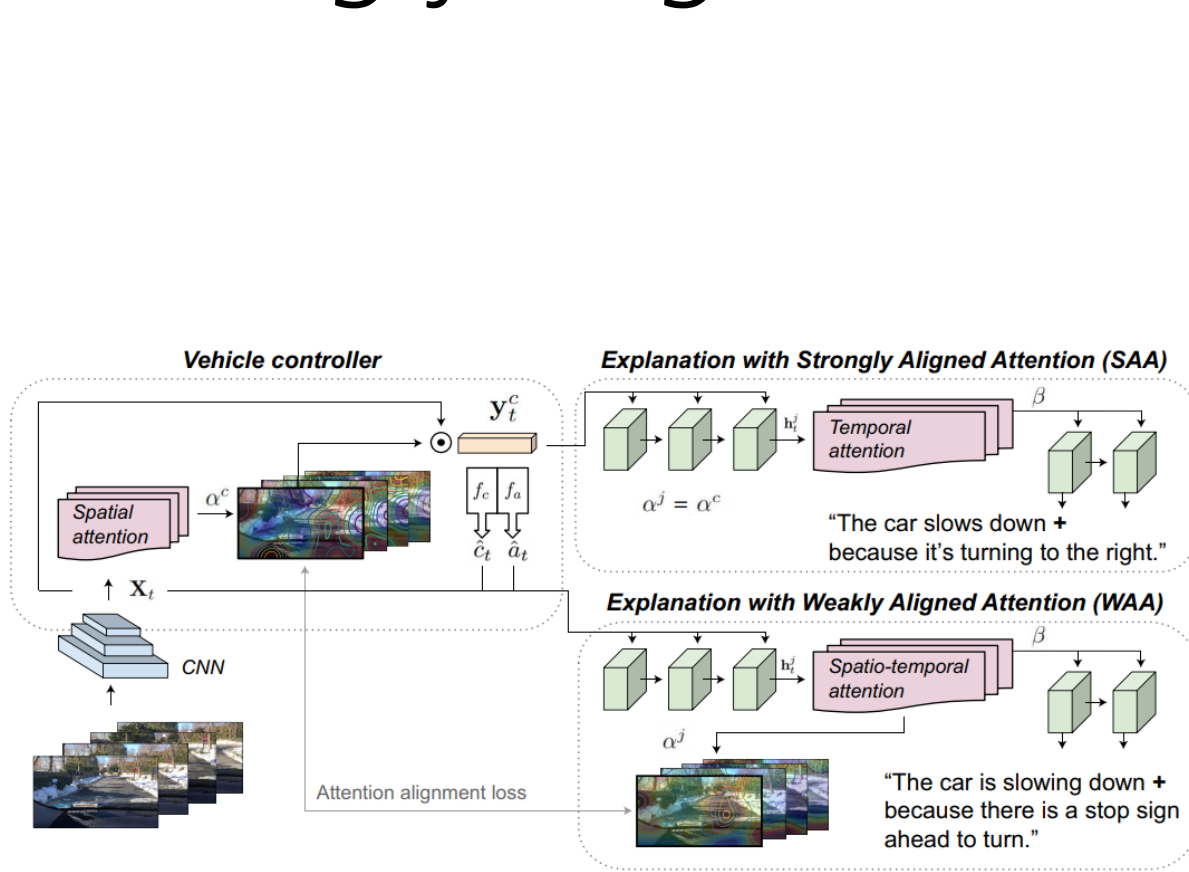 Vehicle controller
Explanation with Strongly Aligned Attention (SAA)
y_t^c
β
h_t^j
Temporal
attention
α^c
Spatial
attention
f_c f_a
α^j = α^c
ĉ_t â_t
“The car slows down +
because it’s turning to the right.”
X_t
Explanation with Weakly Aligned Attention (WAA)
β
CNN
h_t^j
Spatio-temporal
attention
α^j
Attention alignment loss
“The car is slowing down +
because there is a stop sign
ahead to turn.”